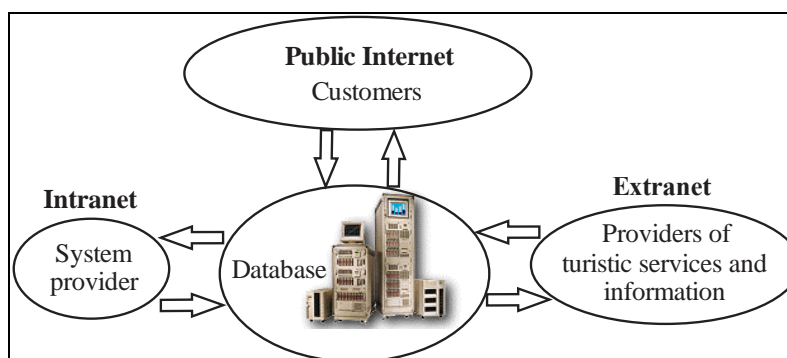 Public Internet
Customers
Intranet
System
provider
Database
Extranet
Providers of
turistic services and
information